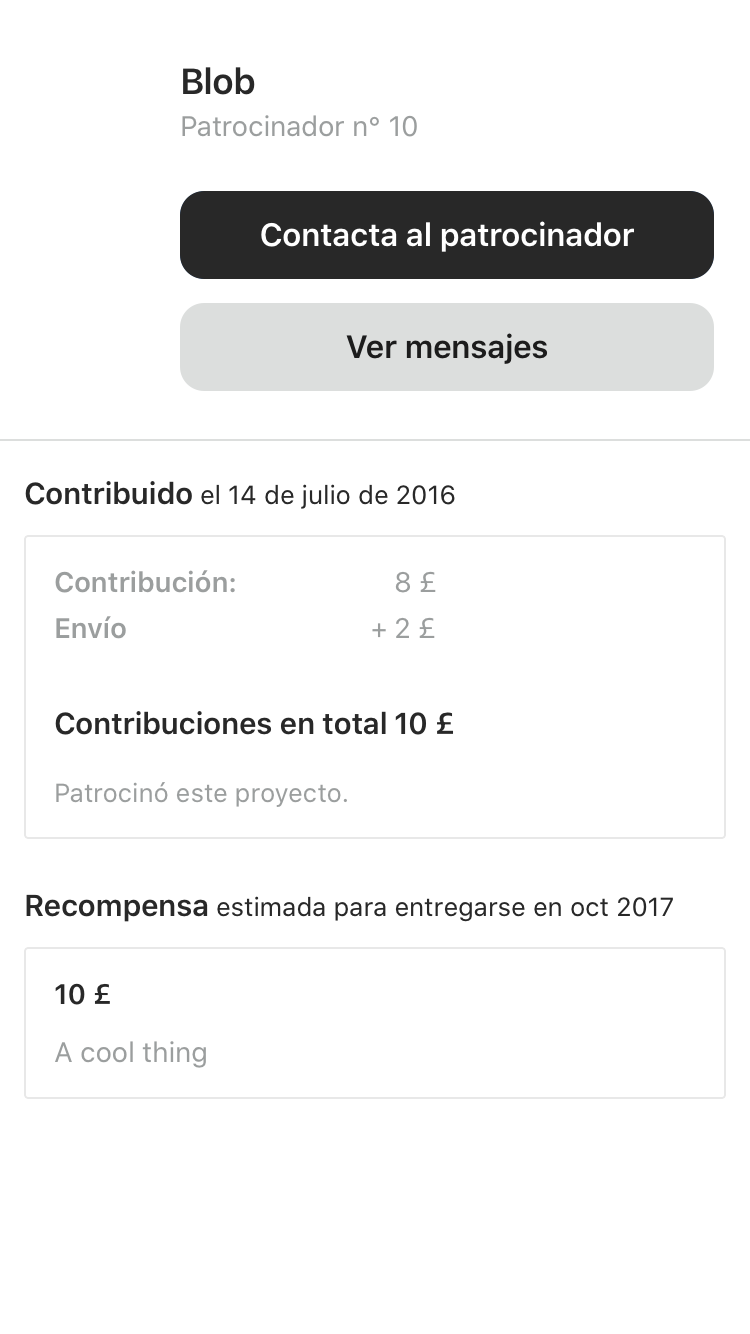 Blob
Patrocinador n° 10
Contacta al patrocinador
Ver mensajes
Contribuido el 14 de julio de 2016
Contribución: 8 £
Envío + 2 £
Contribuciones en total 10 £
Patrocinó este proyecto.
Recompensa estimada para entregarse en oct 2017
10 £
A cool thing